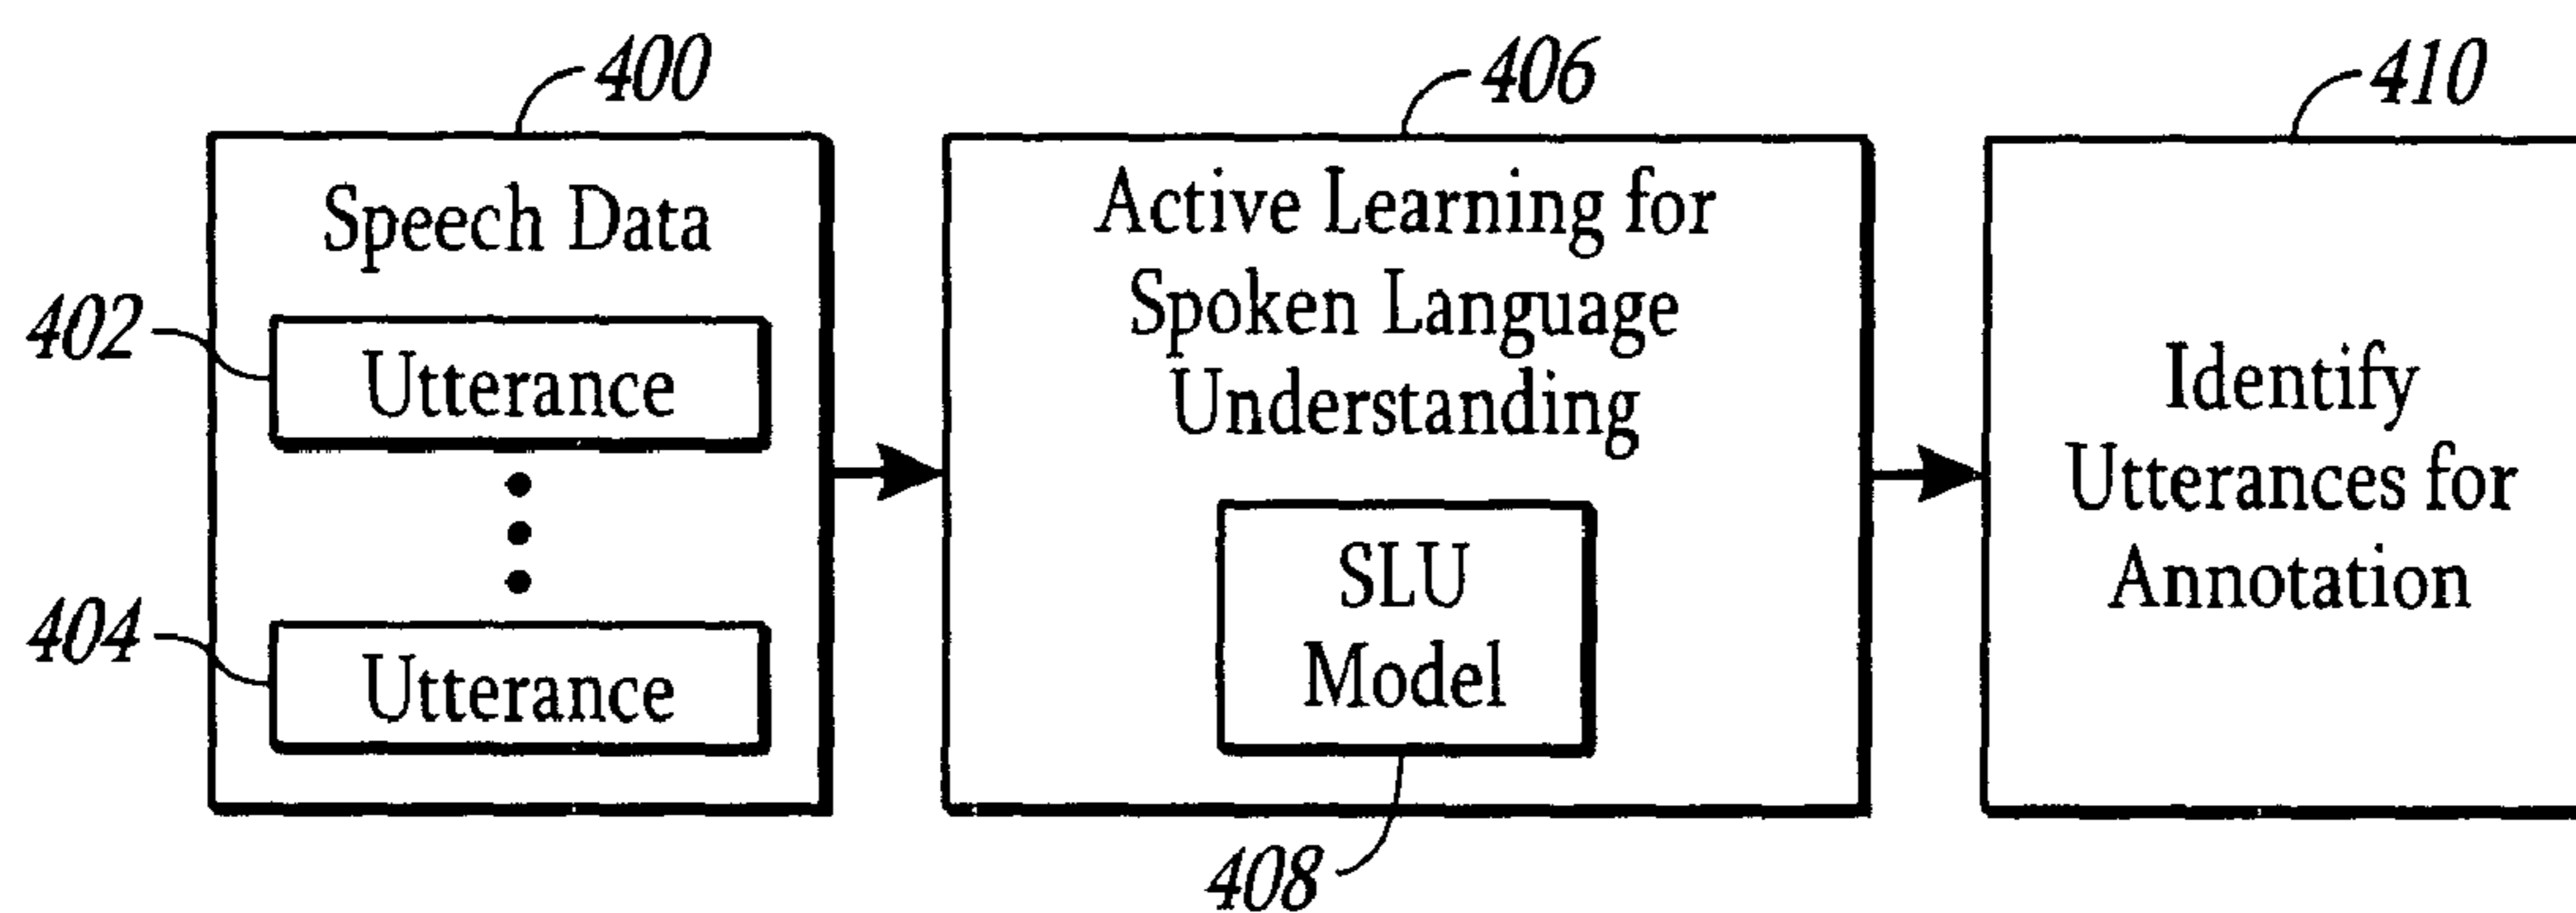 400
406
410
Speech Data
402
Utterance
404
Utterance
Active Learning for
Spoken Language
Understanding
SLU
Model
408
Identify
Utterances for
Annotation